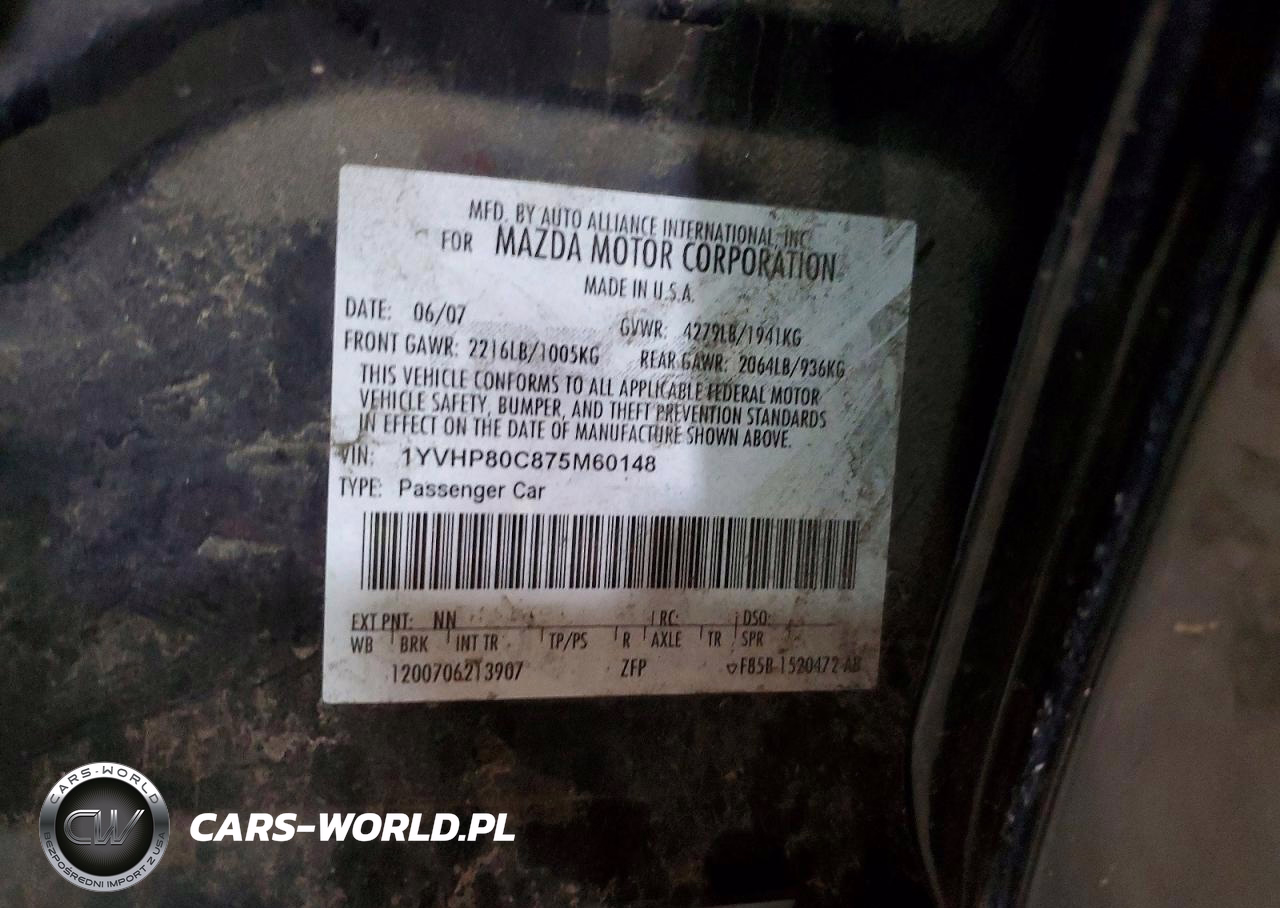 MFD. BY AUTO ALLIANCE INTERNATIONAL, INC.
FOR MAZDA MOTOR CORPORATION
MADE IN U.S.A.
DATE: 06/07 GVWR: 4279LB/1941KG
FRONT GAWR: 2216LB/1005KG REAR GAWR: 2064LB/936KG
THIS VEHICLE CONFORMS TO ALL APPLICABLE FEDERAL MOTOR
VEHICLE SAFETY, BUMPER, AND THEFT PREVENTION STANDARDS
IN EFFECT ON THE DATE OF MANUFACTURE SHOWN ABOVE.
VIN: 1YVHP80C875M60148
TYPE: Passenger Car
EXT PNT: NN RC: DSO:
WB BRK INT TR TP/PS R AXLE TR SPR
1200706213907 ZFP F85B 1520472 AB
CARS-WORLD
CW
BEZPOŚREDNI IMPORT Z USA
CARS-WORLD.PL